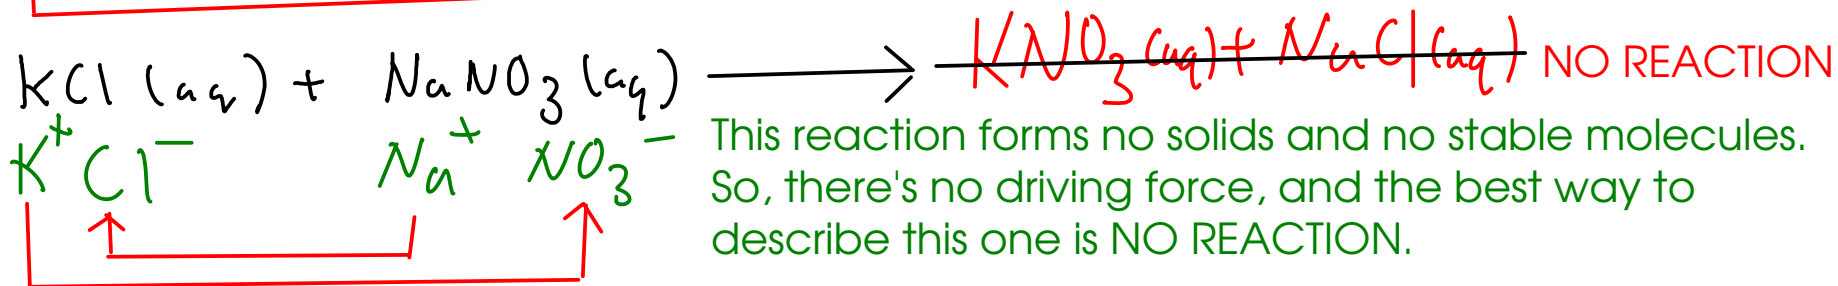 KCl (aq) + NaNO₃ (aq) → KNO₃ (aq) + NaCl (aq) NO REACTION
K⁺ Cl⁻ Na⁺ NO₃⁻
This reaction forms no solids and no stable molecules.
So, there's no driving force, and the best way to
describe this one is NO REACTION.